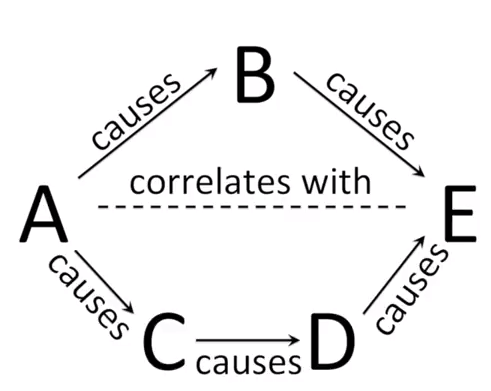 B
causes
causes
correlates with
A
E
causes
causes
C
D
causes